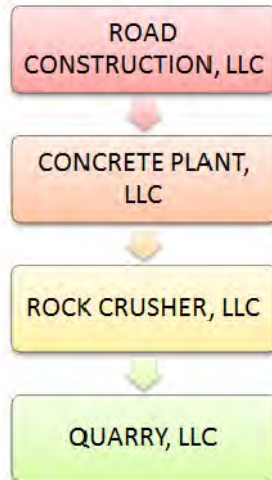 ROAD
CONSTRUCTION, LLC
CONCRETE PLANT,
LLC
ROCK CRUSHER, LLC
QUARRY, LLC